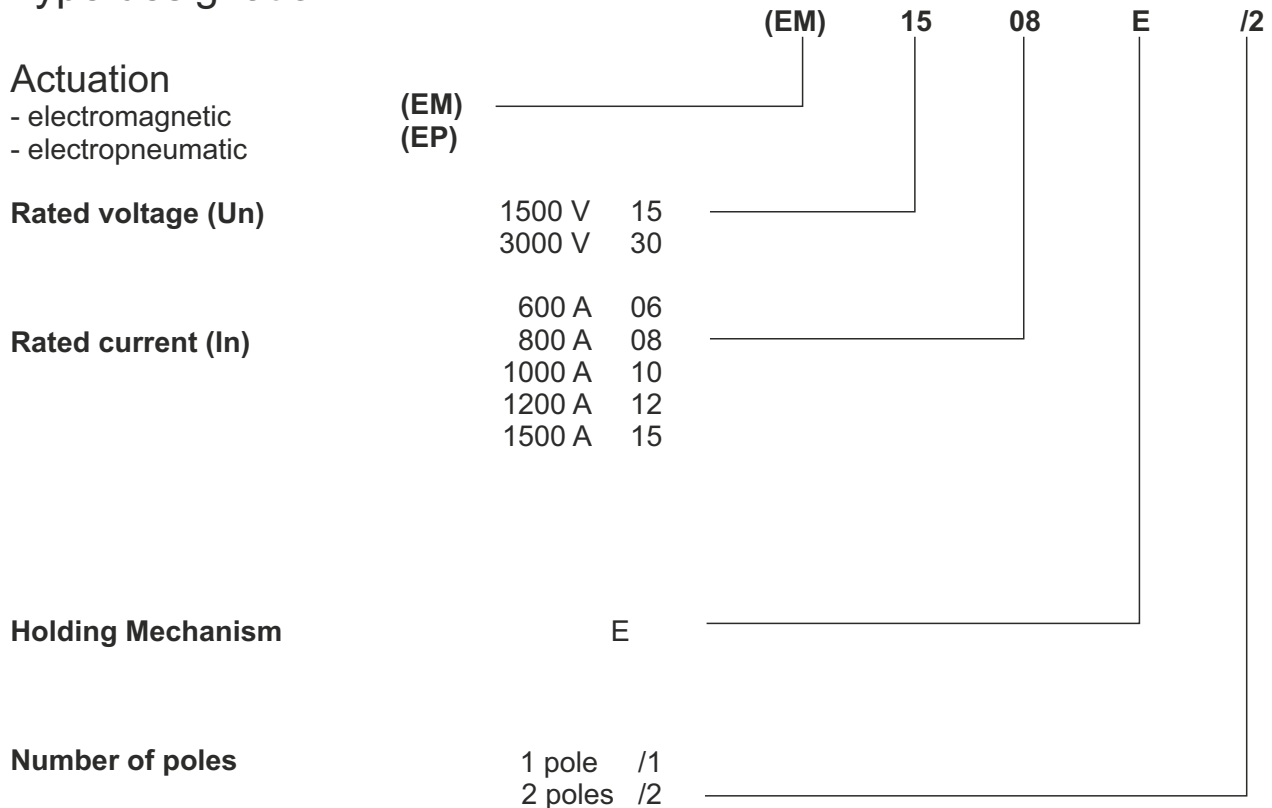 (EM) 15 08 E /2
Actuation
- electromagnetic (EM)
- electropneumatic (EP)
Rated voltage (Un) 1500 V 15
3000 V 30
600 A 06
Rated current (In) 800 A 08
1000 A 10
1200 A 12
1500 A 15
Holding Mechanism E
Number of poles 1 pole /1
2 poles /2